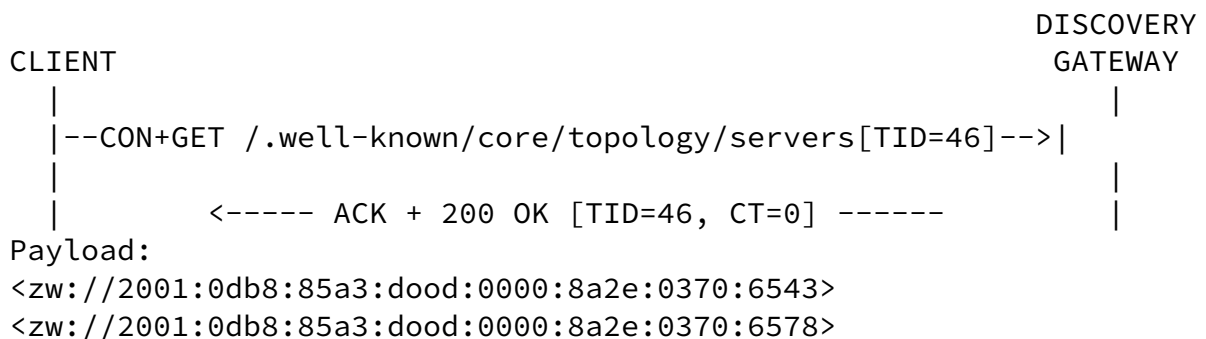 DISCOVERY
CLIENT GATEWAY
| |
|--CON+GET /.well-known/core/topology/servers[TID=46]-->|
| |
| <----- ACK + 200 OK [TID=46, CT=0] ------ |
Payload:
<zw://2001:0db8:85a3:dood:0000:8a2e:0370:6543>
<zw://2001:0db8:85a3:dood:0000:8a2e:0370:6578>